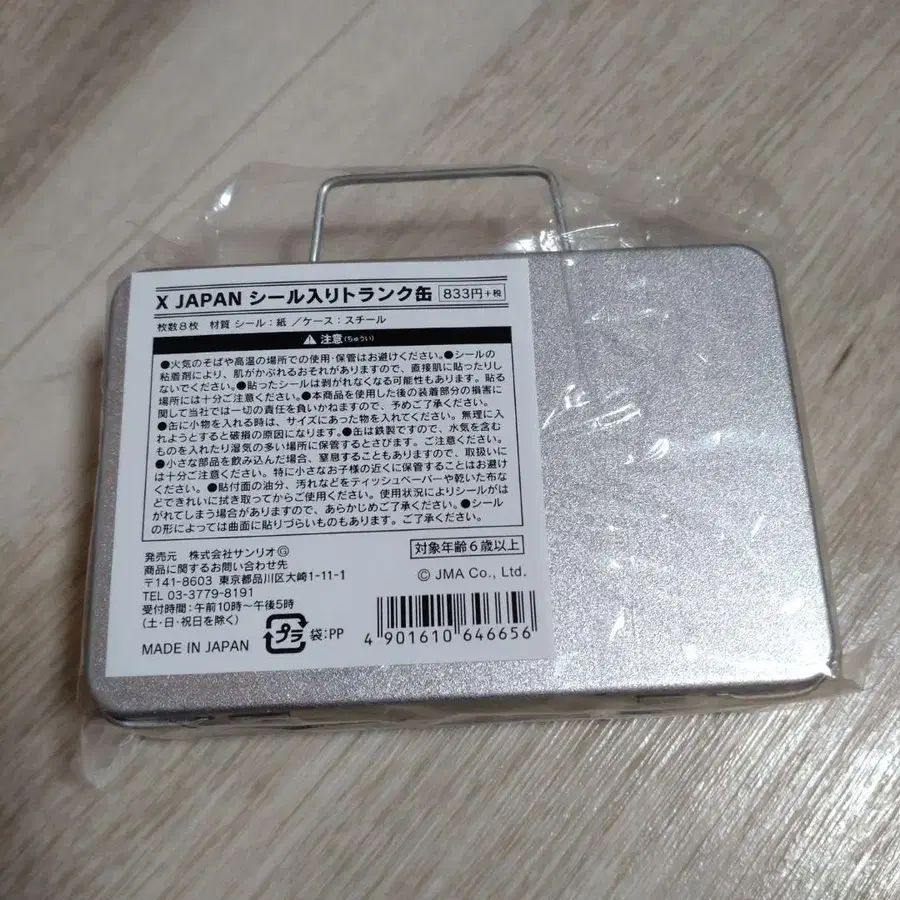 X JAPAN シール入りトランク缶 833円+税
枚数8枚 材質 シール:紙 /ケース:スチール
注意(ちゅうい)
●火気のそばや高温の場所での使用・保管はお避けください。●シールの
粘着剤により、肌がかぶれるおそれがありますので、直接肌に貼ったりし
ないでください。●貼ったシールは剥がれなくなる可能性もあります。貼る
場所には十分ご注意ください。●本商品を使用した後の装着部分の損害に
関して当社では一切の責任を負いかねますので、予めご了承ください。
●缶に小物を入れる時は、サイズにあった物を入れてください。無理に入
れようとすると破損の原因になります。●缶は鉄製ですので、水気を含む
ものを入れたり湿気の多い場所に保管するとさびます。ご注意ください。
●小さな部品を飲み込んだ場合、窒息することもありますので、取扱いに
は十分ご注意ください。特に小さなお子様の近くに保管することはお避け
ください。●貼付面の油分、汚れなどをティッシュペーパーや乾いた布な
どできれいに拭き取ってからご使用ください。使用状況によりシールがは
がれてしまう場合がありますので、あらかじめご了承ください。●シール
の形によっては曲面に貼りづらいものもあります。ご了承ください。
発売元 株式会社サンリオⒼ
対象年齢6歳以上
商品に関するお問い合わせ先
〒141-8603 東京都品川区大崎1-11-1
© JMA Co., Ltd.
TEL 03-3779-8191
受付時間:午前10時〜午後5時
(土・日・祝日を除く)
MADE IN JAPAN
プラ 袋:PP
4 901610 646656